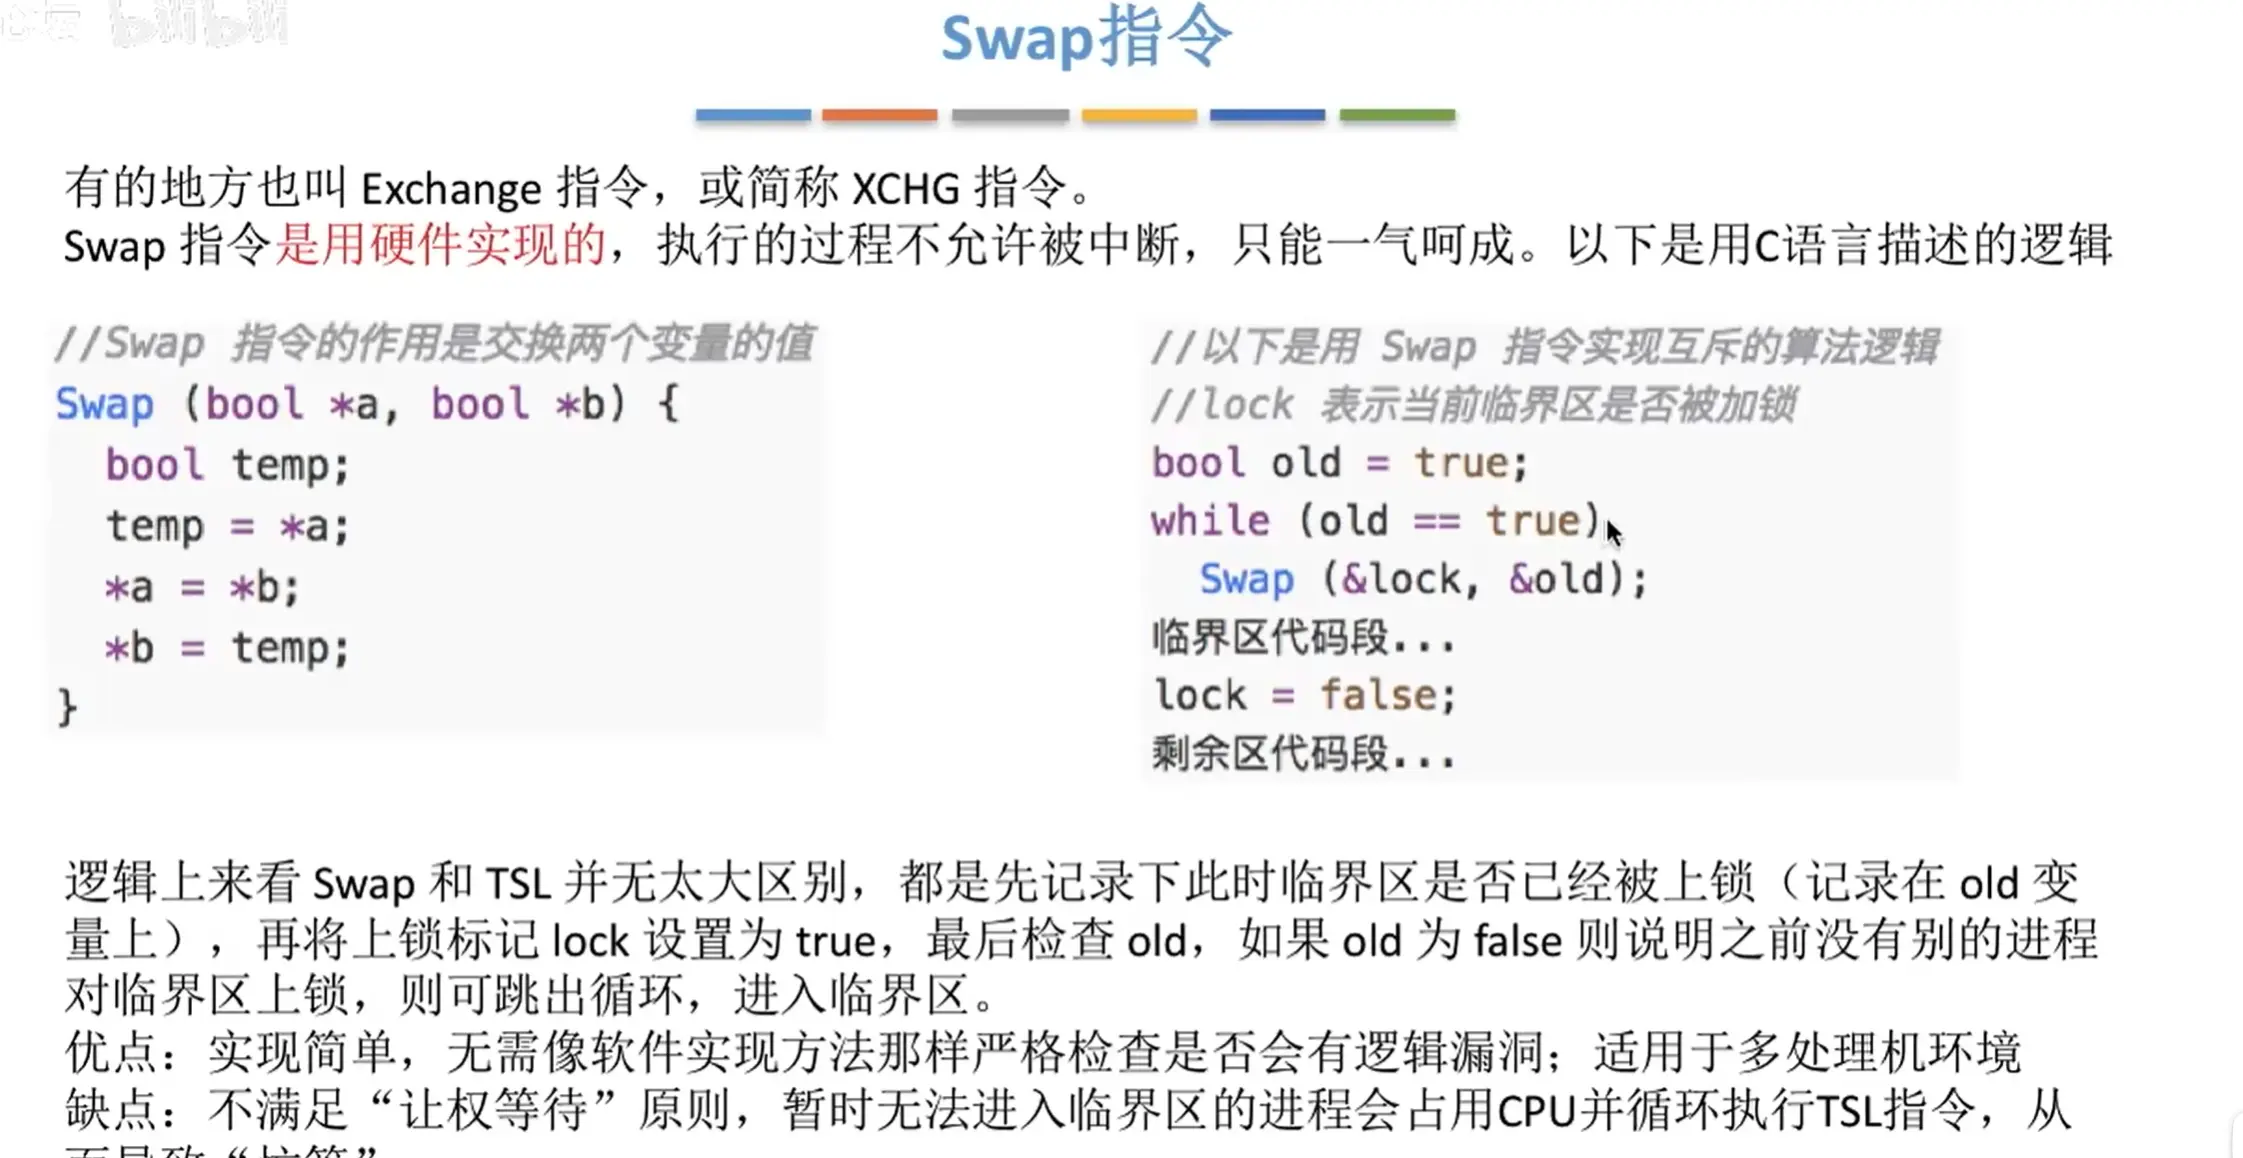 bilibili
Swap指令
有的地方也叫 Exchange 指令，或简称 XCHG 指令。
Swap 指令是用硬件实现的，执行的过程不允许被中断，只能一气呵成。以下是用C语言描述的逻辑
//Swap 指令的作用是交换两个变量的值
Swap (bool *a, bool *b) {
bool temp;
temp = *a;
*a = *b;
*b = temp;
}
//以下是用 Swap 指令实现互斥的算法逻辑
//lock 表示当前临界区是否被加锁
bool old = true;
while (old == true)
Swap (&lock, &old);
临界区代码段...
lock = false;
剩余区代码段...
逻辑上来看 Swap 和 TSL 并无太大区别，都是先记录下此时临界区是否已经被上锁（记录在 old 变
量上），再将上锁标记 lock 设置为 true，最后检查 old，如果 old 为 false 则说明之前没有别的进程
对临界区上锁，则可跳出循环，进入临界区。
优点：实现简单，无需像软件实现方法那样严格检查是否会有逻辑漏洞；适用于多处理机环境
缺点：不满足“让权等待”原则，暂时无法进入临界区的进程会占用CPU并循环执行TSL指令，从